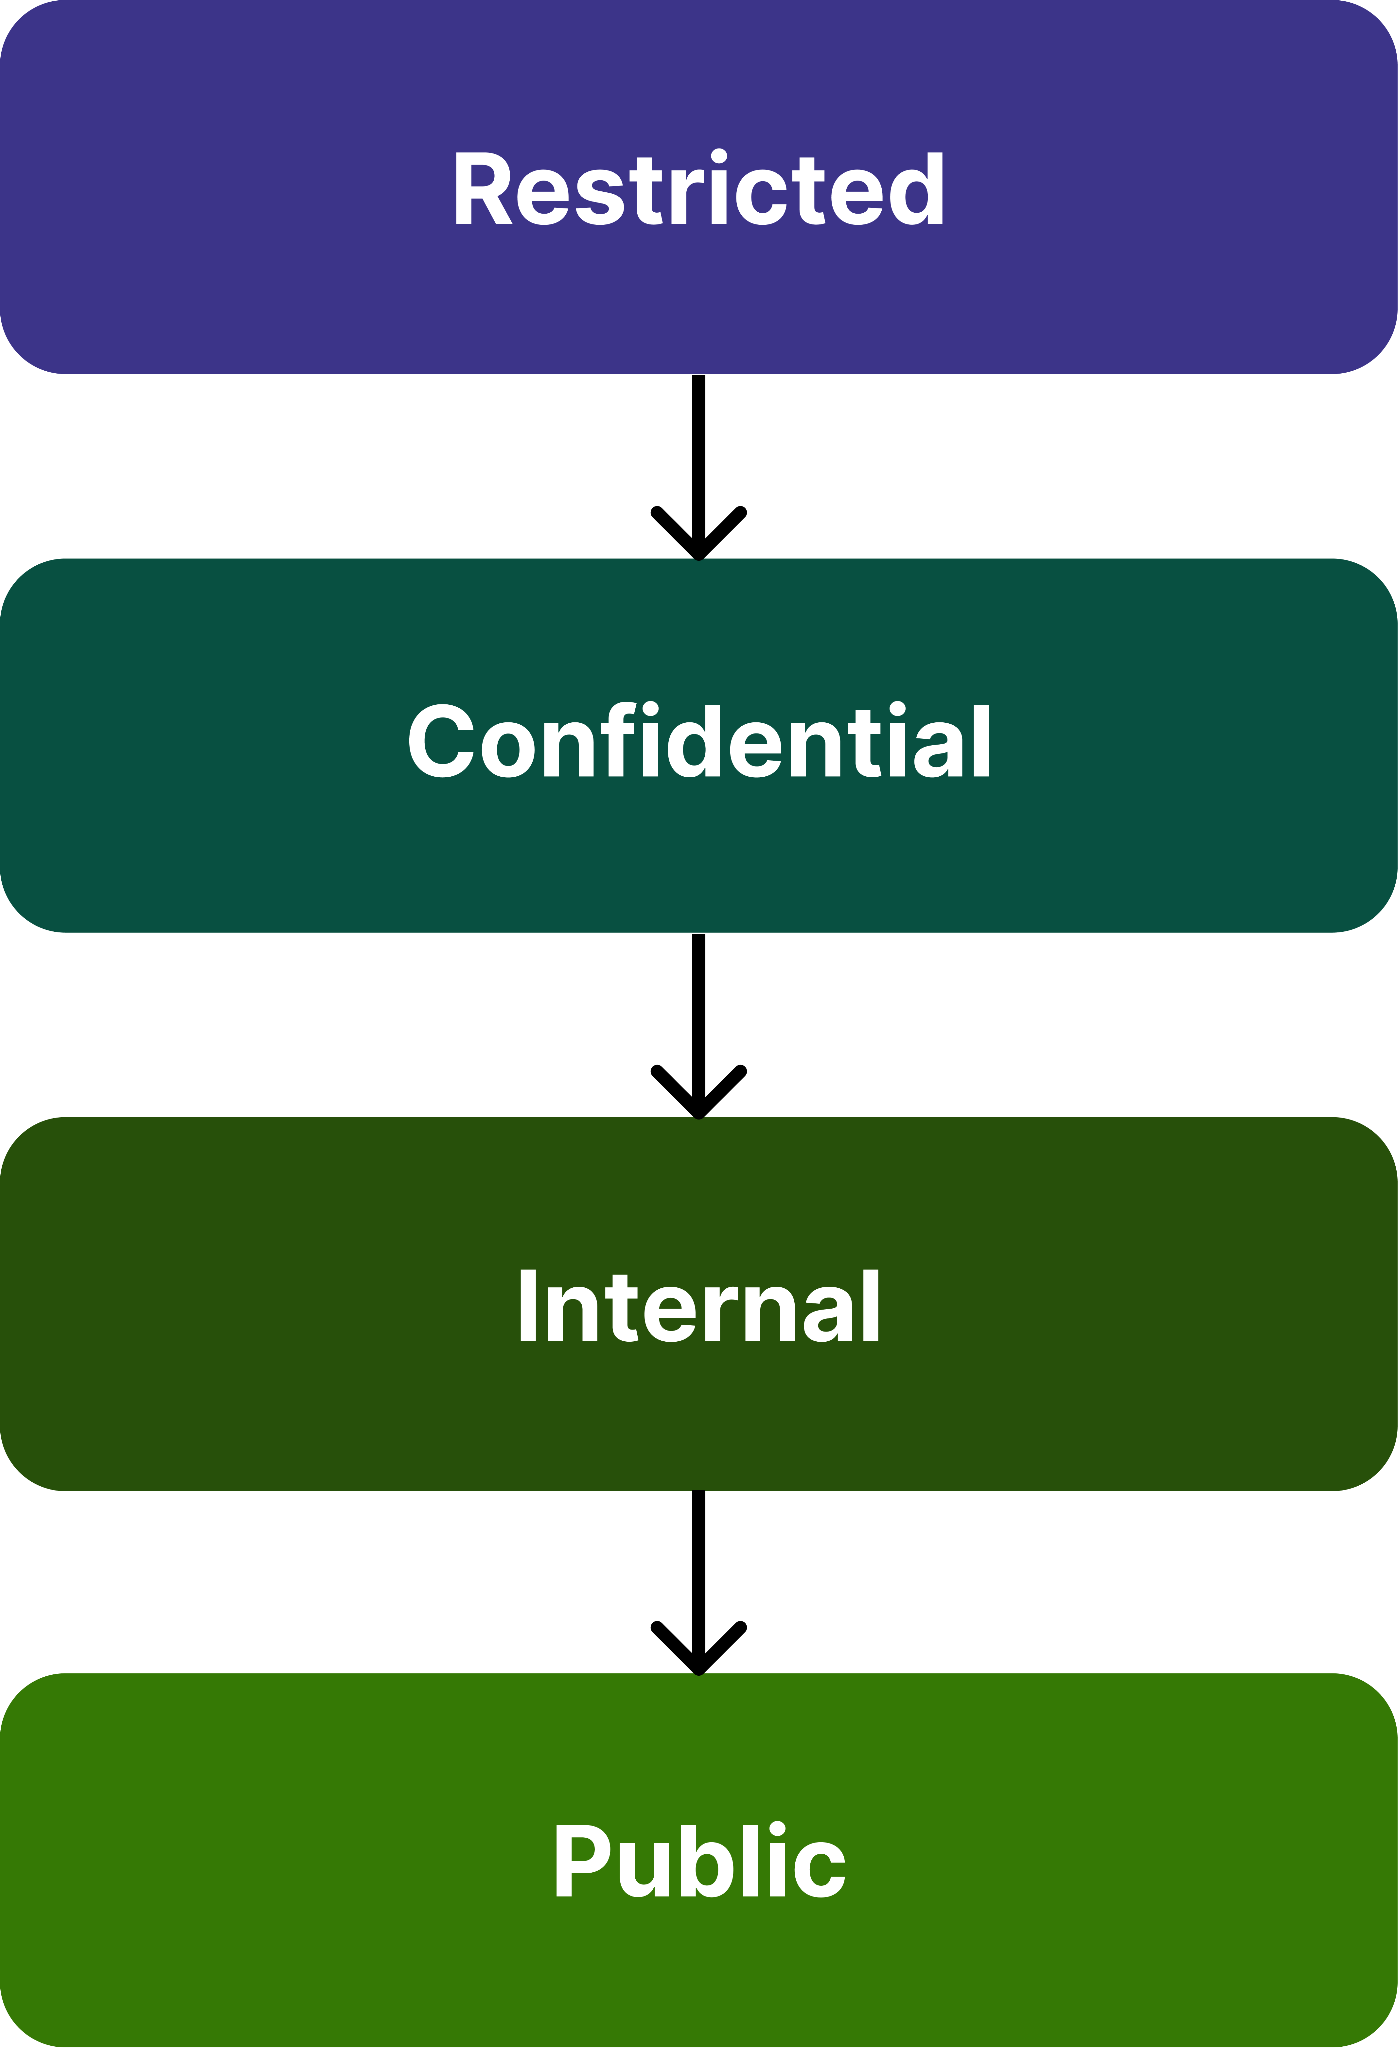 Restricted
Confidential
Internal
Public